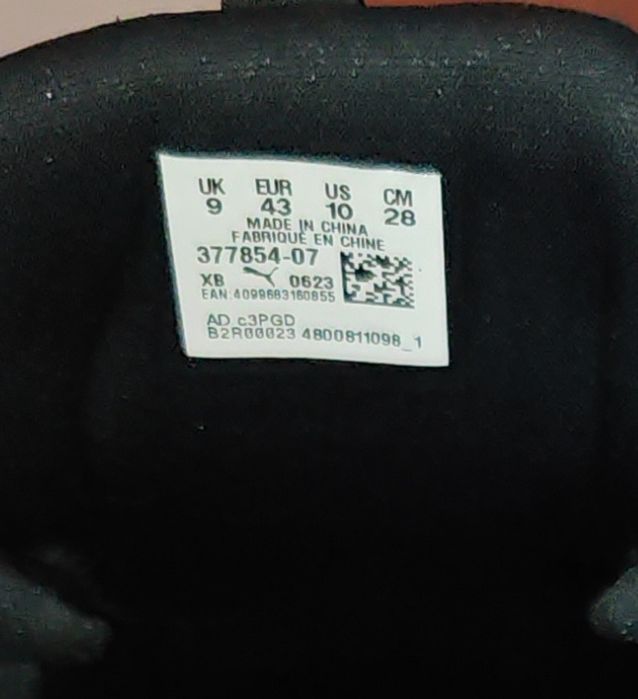 UK EUR US CM
9 43 10 28
MADE IN CHINA
FABRIQUÉ EN CHINE
377854-07
XB 0623
EAN:4099683160855
AD c3PGD
B2R00023 4800811098_1